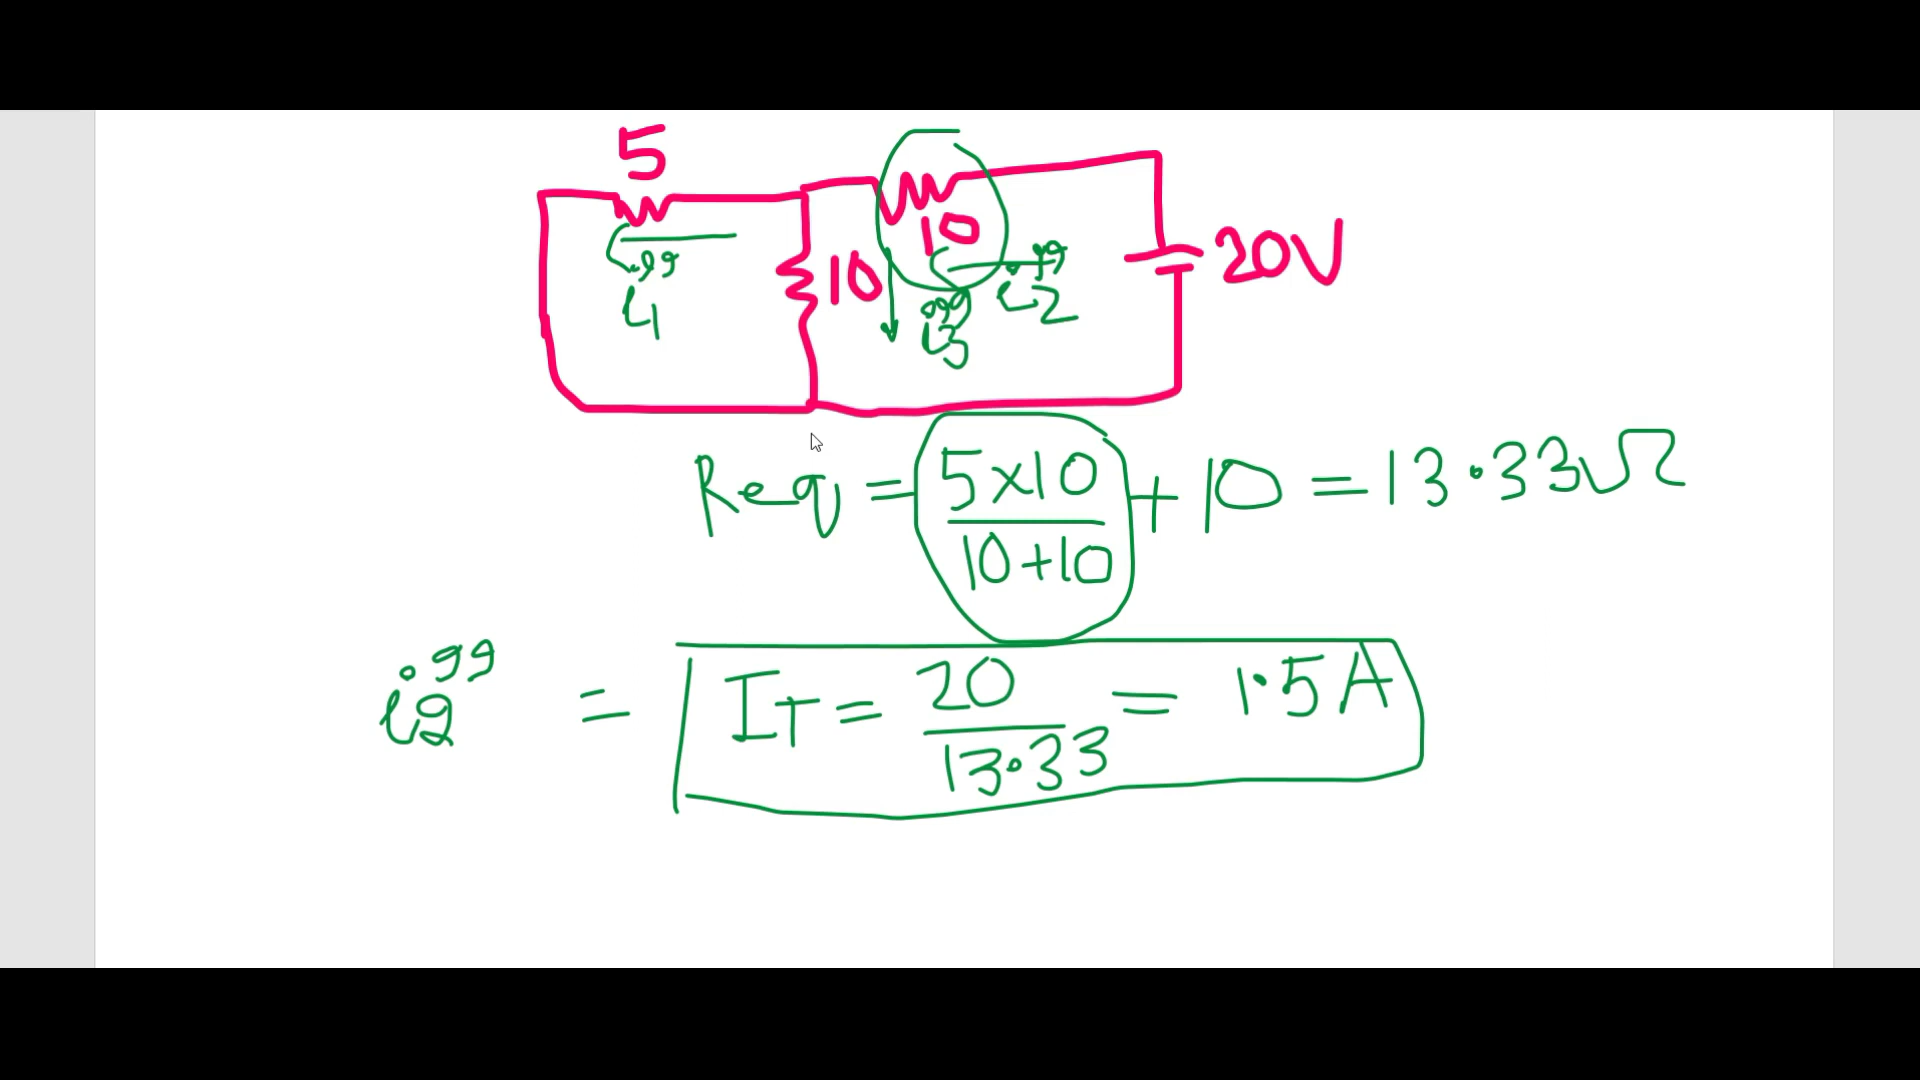 5
10
10
20V
i1''
i2''
i3''
Req = 5×10/10+10 + 10 = 13.33Ω
i2'' = IT = 20/13.33 = 1.5A